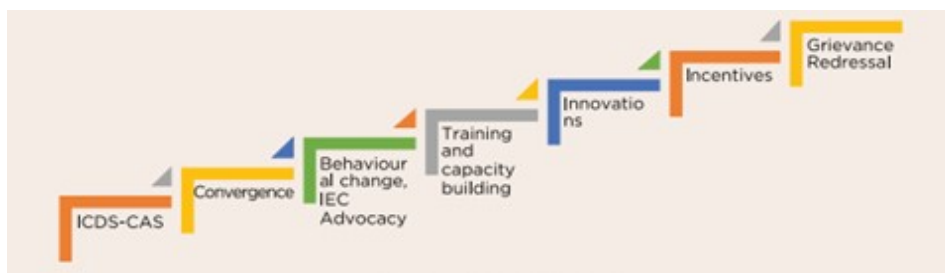 ICDS-CAS
Convergence
Behaviour
al change,
IEC
Advocacy
Training
and
capacity
building
Innovatio
ns
Incentives
Grievance
Redressal